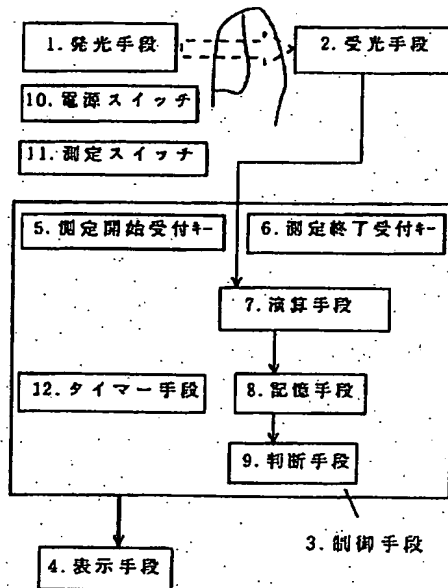 1. 発光手段
2. 受光手段
10. 電源スイッチ
11. 測定スイッチ
5. 測定開始受付キー
6. 測定終了受付キー
7. 演算手段
12. タイマー手段
8. 記憶手段
9. 判断手段
3. 制御手段
4. 表示手段